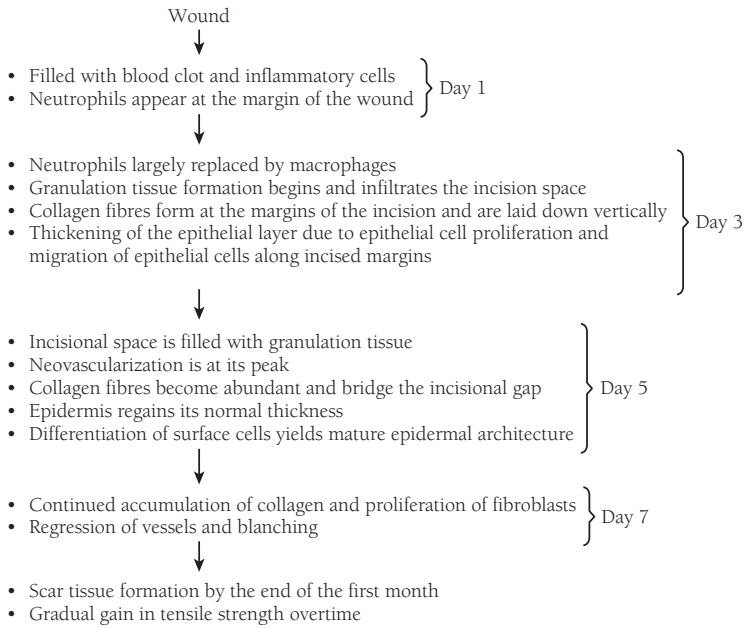 Wound
• Filled with blood clot and inflammatory cells
• Neutrophils appear at the margin of the wound
Day 1
• Neutrophils largely replaced by macrophages
• Granulation tissue formation begins and infiltrates the incision space
• Collagen fibres form at the margins of the incision and are laid down vertically
• Thickening of the epithelial layer due to epithelial cell proliferation and
migration of epithelial cells along incised margins
Day 3
• Incisional space is filled with granulation tissue
• Neovascularization is at its peak
• Collagen fibres become abundant and bridge the incisional gap
• Epidermis regains its normal thickness
• Differentiation of surface cells yields mature epidermal architecture
Day 5
• Continued accumulation of collagen and proliferation of fibroblasts
• Regression of vessels and blanching
Day 7
• Scar tissue formation by the end of the first month
• Gradual gain in tensile strength overtime